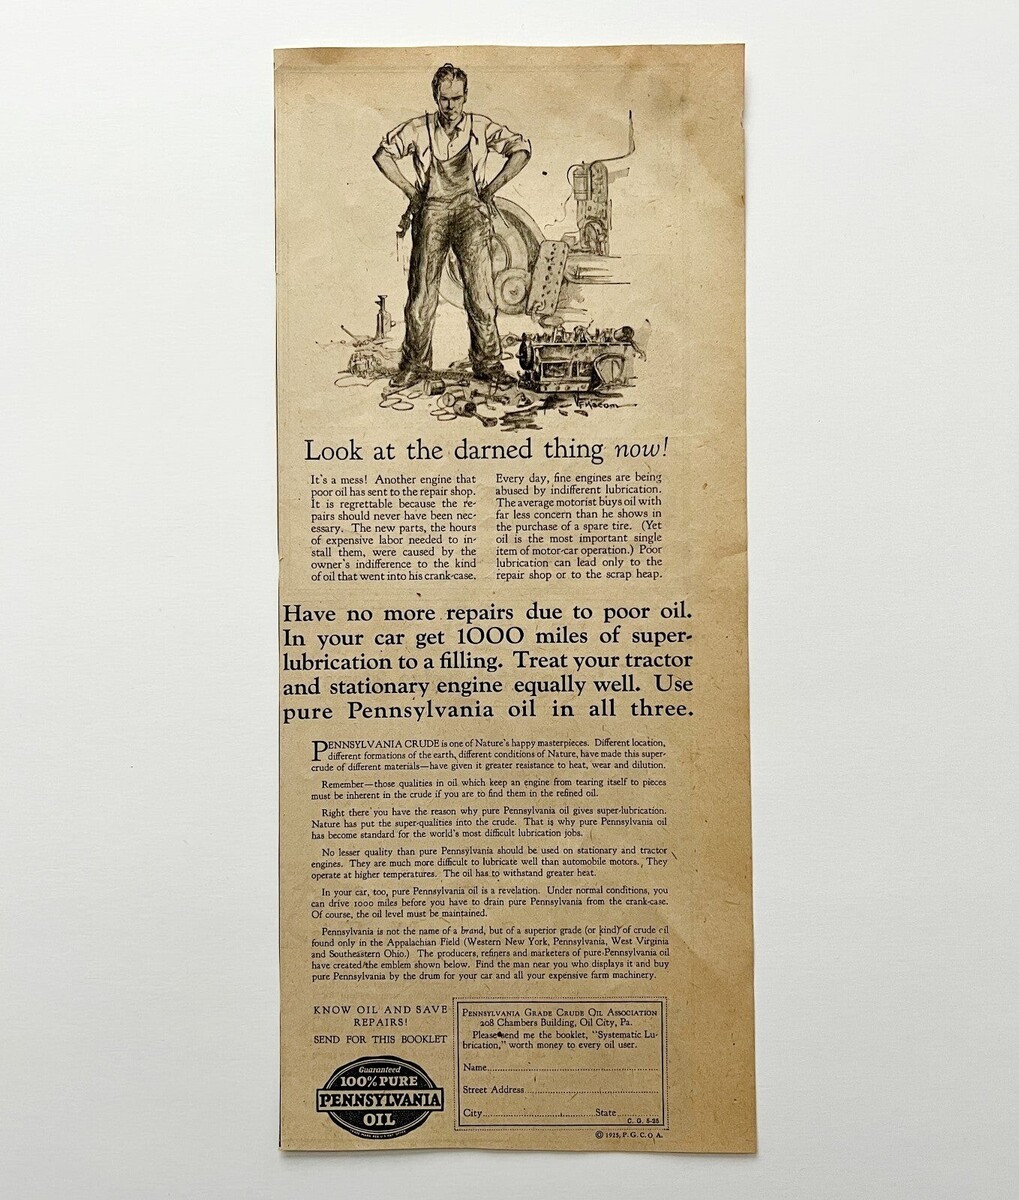 VFKacom
Look at the darned thing now!
It's a mess! Another engine that
poor oil has sent to the repair shop.
It is regrettable because the re-
pairs should never have been nec-
essary. The new parts, the hours
of expensive labor needed to in-
stall them, were caused by the
owner's indifference to the kind
of oil that went into his crank-case.
Every day, fine engines are being
abused by indifferent lubrication.
The average motorist buys oil with
far less concern than he shows in
the purchase of a spare tire. (Yet
oil is the most important single
item of motor-car operation.) Poor
lubrication can lead only to the
repair shop or to the scrap heap.
Have no more repairs due to poor oil.
In your car get 1000 miles of super-
lubrication to a filling. Treat your tractor
and stationary engine equally well. Use
pure Pennsylvania oil in all three.
PENNSYLVANIA CRUDE is one of Nature's happy masterpieces. Different location,
different formations of the earth, different conditions of Nature, have made this super-
crude of different materials—have given it greater resistance to heat, wear and dilution.
Remember—those qualities in oil which keep an engine from tearing itself to pieces
must be inherent in the crude if you are to find them in the refined oil.
Right there you have the reason why pure Pennsylvania oil gives super-lubrication.
Nature has put the super-qualities into the crude. That is why pure Pennsylvania oil
has become standard for the world's most difficult lubrication jobs.
No lesser quality than pure Pennsylvania should be used on stationary and tractor
engines. They are much more difficult to lubricate well than automobile motors. They
operate at higher temperatures. The oil has to withstand greater heat.
In your car, too, pure Pennsylvania oil is a revelation. Under normal conditions, you
can drive 1000 miles before you have to drain pure Pennsylvania from the crank-case.
Of course, the oil level must be maintained.
Pennsylvania is not the name of a brand, but of a superior grade (or kind) of crude oil
found only in the Appalachian Field (Western New York, Pennsylvania, West Virginia
and Southeastern Ohio.) The producers, refiners and marketers of pure Pennsylvania oil
have created the emblem shown below. Find the man near you who displays it and buy
pure Pennsylvania by the drum for your car and all your expensive farm machinery.
KNOW OIL AND SAVE
REPAIRS!
SEND FOR THIS BOOKLET
Guaranteed
100% PURE
PENNSYLVANIA
OIL
PENNSYLVANIA GRADE CRUDE OIL ASSOCIATION
208 Chambers Building, Oil City, Pa.
Please send me the booklet, "Systematic Lu-
brication," worth money to every oil user.
Name
Street Address
City State
C. G. 5-28
© 1928, P. G. C. O. A.